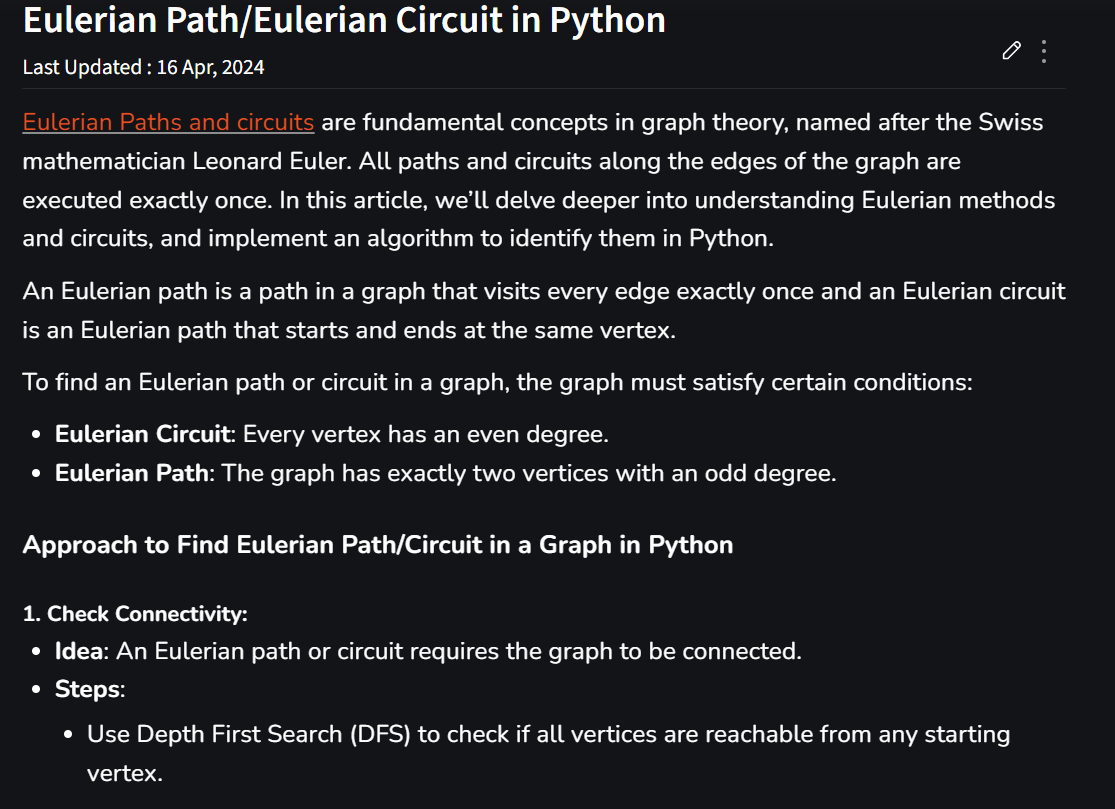 Eulerian Path/Eulerian Circuit in Python
Last Updated : 16 Apr, 2024
Eulerian Paths and circuits are fundamental concepts in graph theory, named after the Swiss
mathematician Leonard Euler. All paths and circuits along the edges of the graph are
executed exactly once. In this article, we’ll delve deeper into understanding Eulerian methods
and circuits, and implement an algorithm to identify them in Python.
An Eulerian path is a path in a graph that visits every edge exactly once and an Eulerian circuit
is an Eulerian path that starts and ends at the same vertex.
To find an Eulerian path or circuit in a graph, the graph must satisfy certain conditions:
• Eulerian Circuit: Every vertex has an even degree.
• Eulerian Path: The graph has exactly two vertices with an odd degree.
Approach to Find Eulerian Path/Circuit in a Graph in Python
1. Check Connectivity:
• Idea: An Eulerian path or circuit requires the graph to be connected.
• Steps:
• Use Depth First Search (DFS) to check if all vertices are reachable from any starting
vertex.